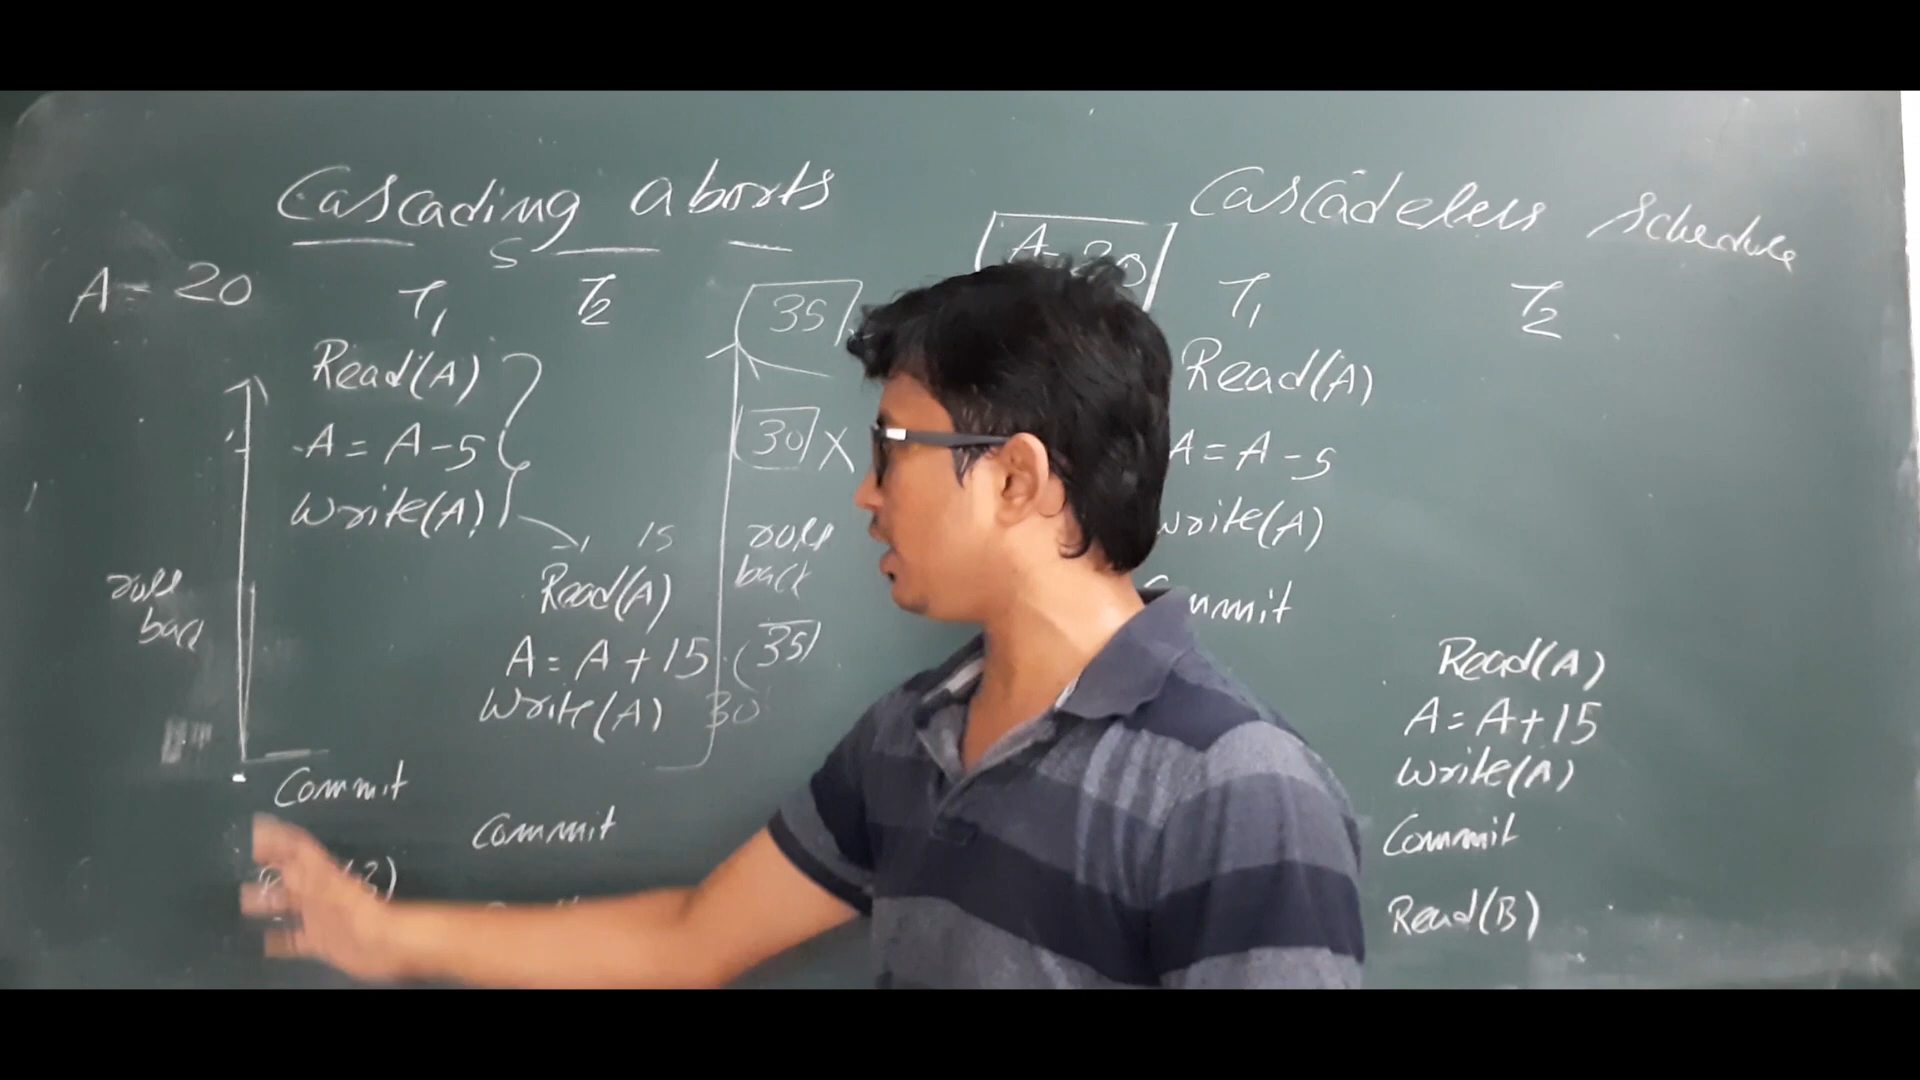 Cascading aborts
S
A = 20
T1
T2
Read(A)
A = A - 5
Write(A)
15
Read(A)
A = A + 15 (35)
Write(A) 30
Commit
Commit
roll
back
35
30 X
roll
back
Cascadeless schedule
A = 20
T1
T2
Read(A)
A = A - 5
Write(A)
Read(A)
A = A + 15
Write(A)
Commit
Read(B)